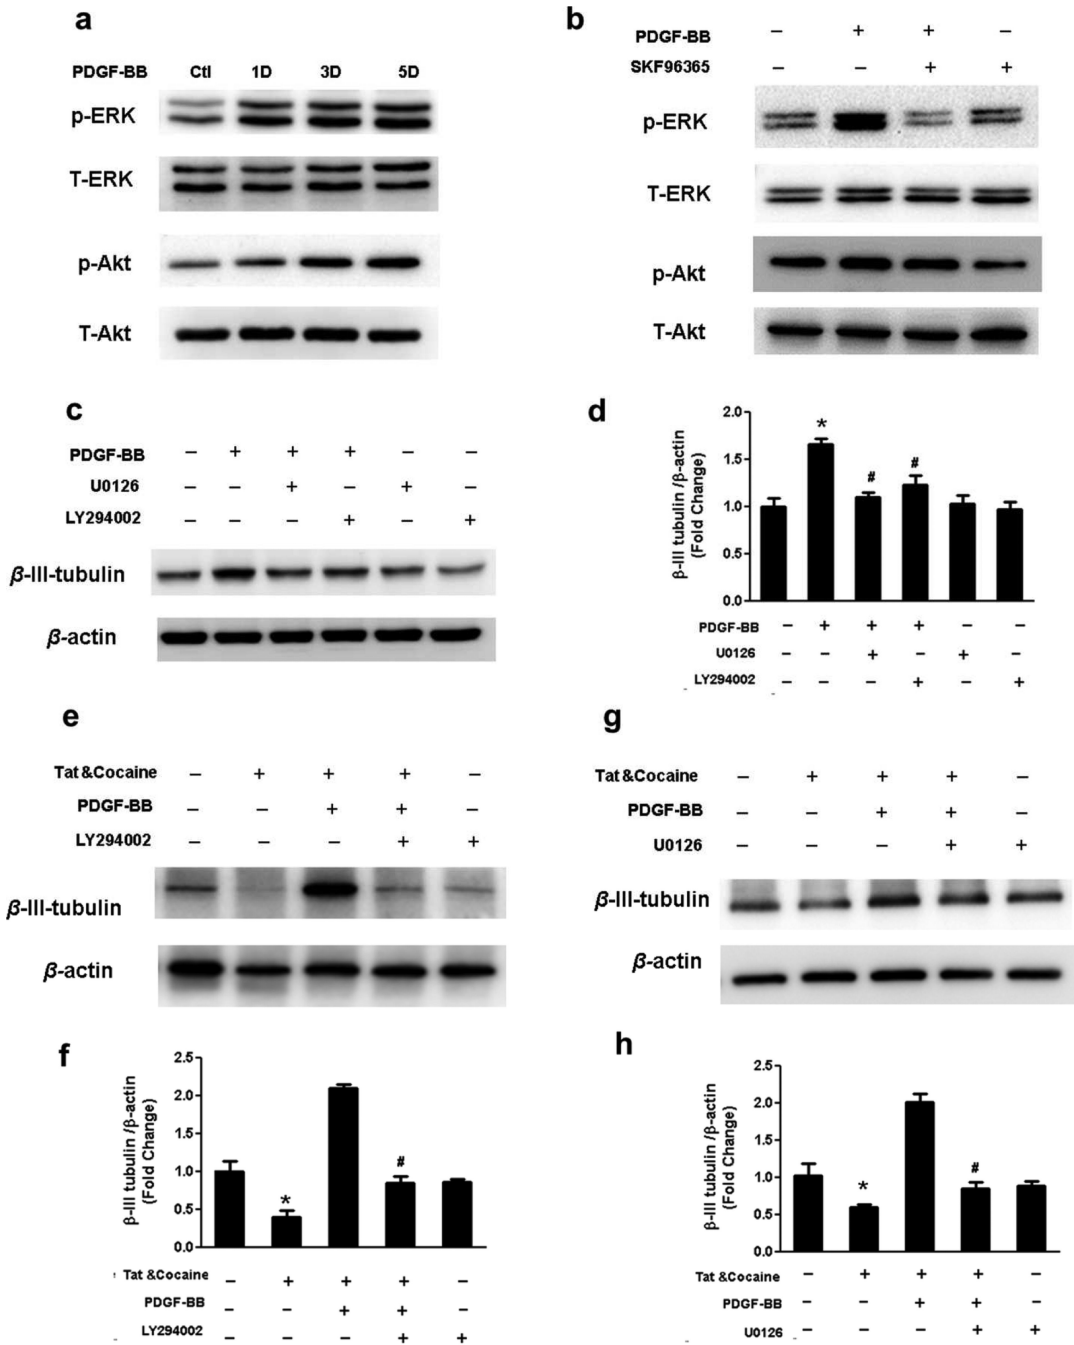 a
PDGF-BB Ctl 1D 3D 5D
p-ERK
T-ERK
p-Akt
T-Akt
b
PDGF-BB – + + –
SKF96365 – – + +
p-ERK
T-ERK
p-Akt
T-Akt
c
PDGF-BB – + + + – –
U0126 – – + – + –
LY294002 – – – + – +
β-III-tubulin
β-actin
d
β-III tubulin /β-actin
(Fold Change)
2.0
1.5
1.0
0.5
0.0
* # #
PDGF-BB – + + + – –
U0126 – – + – + –
LY294002 – – – + – +
e
Tat&Cocaine – + + + –
PDGF-BB – – + + –
LY294002 – – – + +
β-III-tubulin
β-actin
g
Tat&Cocaine – + + + –
PDGF-BB – – + + –
U0126 – – – + +
β-III-tubulin
β-actin
f
β-III tubulin /β-actin
(Fold Change)
2.5
2.0
1.5
1.0
0.5
0.0
* #
Tat &Cocaine – + + + –
PDGF-BB – – + + –
LY294002 – – – + +
h
β-III tubulin /β-actin
(Fold Change)
2.5
2.0
1.5
1.0
0.5
0.0
* #
Tat &Cocaine – + + + –
PDGF-BB – – + + –
U0126 – – – + +